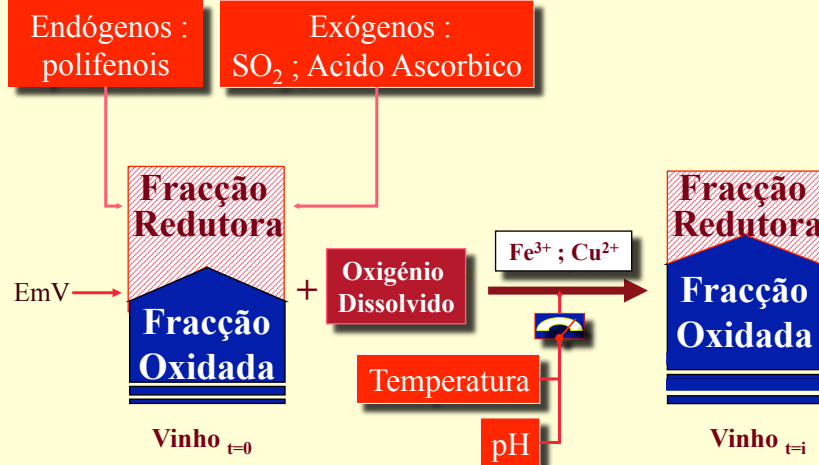 Endógenos :
polifenois
Exógenos :
SO₂ ; Acido Ascorbico
Fracção
Redutora
EmV
Fracção
Oxidada
Vinho t=0
+
Oxigénio
Dissolvido
Fe³⁺ ; Cu²⁺
Temperatura
pH
Fracção
Redutora
Fracção
Oxidada
Vinho t=i